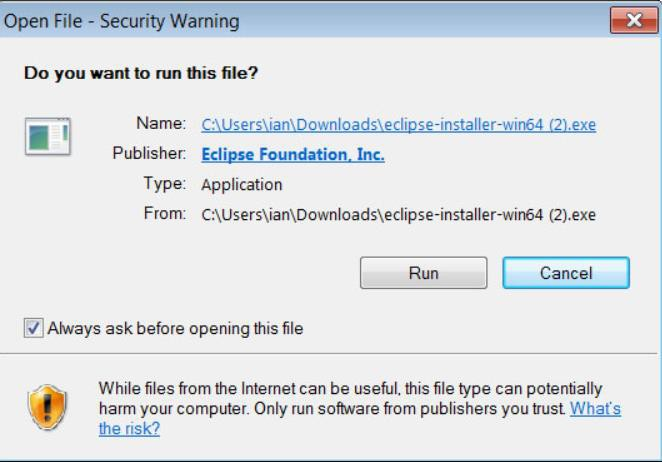 Open File - Security Warning
Do you want to run this file?
Name: C:\Users\ian\Downloads\eclipse-installer-win64 (2).exe
Publisher: Eclipse Foundation, Inc.
Type: Application
From: C:\Users\ian\Downloads\eclipse-installer-win64 (2).exe
Run Cancel
Always ask before opening this file
While files from the Internet can be useful, this file type can potentially
harm your computer. Only run software from publishers you trust. What's
the risk?